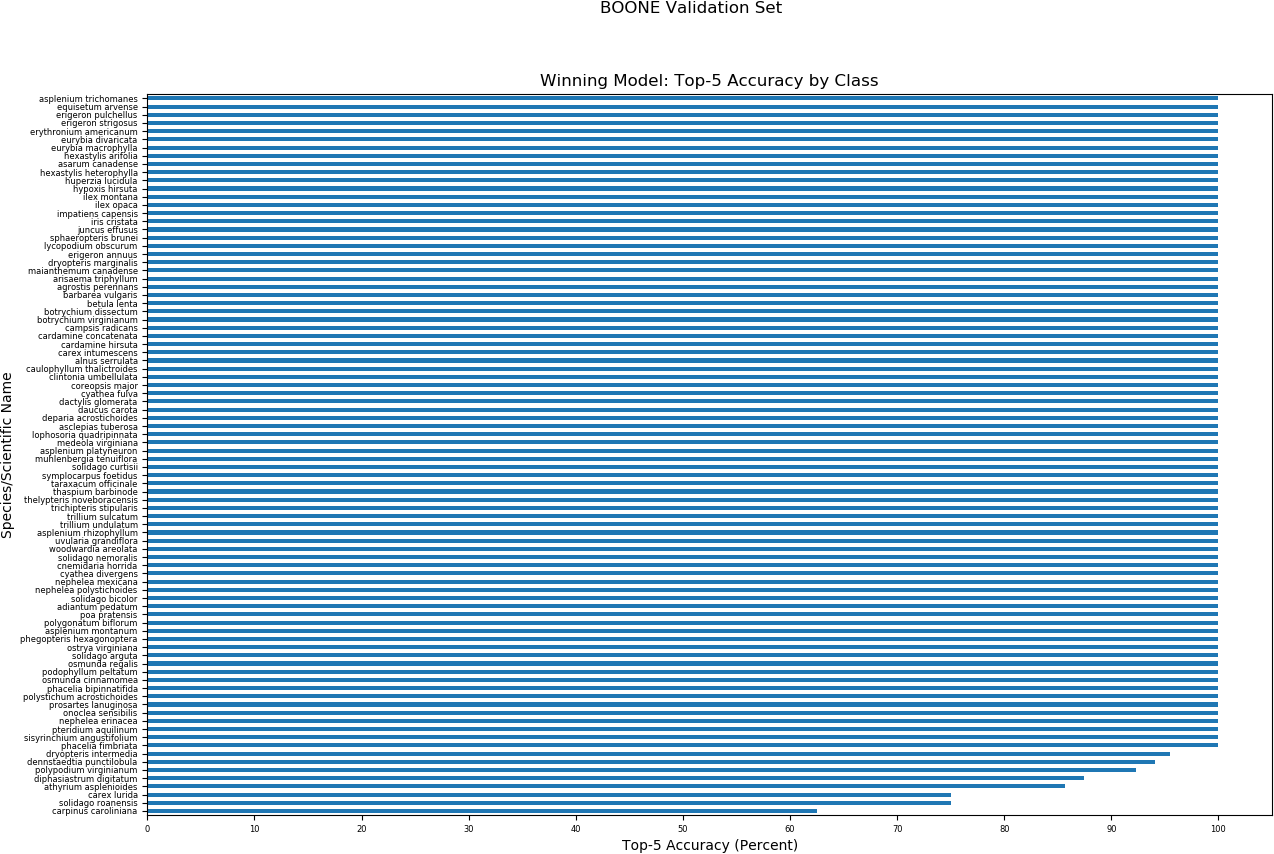 BOONE Validation Set
Winning Model: Top-5 Accuracy by Class
asplenium trichomanes
equisetum arvense
erigeron pulchellus
erigeron strigosus
erythronium americanum
eurybia divaricata
eurybia macrophylla
hexastylis arifolia
asarum canadense
hexastylis heterophylla
huperzia lucidula
hypoxis hirsuta
ilex montana
ilex opaca
impatiens capensis
iris cristata
juncus effusus
sphaeropteris brunei
lycopodium obscurum
erigeron annuus
dryopteris marginalis
maianthemum canadense
arisaema triphyllum
agrostis perennans
barbarea vulgaris
betula lenta
botrychium dissectum
botrychium virginianum
campsis radicans
cardamine concatenata
cardamine hirsuta
carex intumescens
alnus serrulata
caulophyllum thalictroides
clintonia umbellulata
coreopsis major
cyathea fulva
dactylis glomerata
daucus carota
deparia acrostichoides
asclepias tuberosa
lophosoria quadripinnata
medeola virginiana
asplenium platyneuron
muhlenbergia tenuiflora
solidago curtisii
symplocarpus foetidus
taraxacum officinale
thaspium barbinode
thelypteris noveboracensis
trichipteris stipularis
trillium sulcatum
trillium undulatum
asplenium rhizophyllum
uvularia grandiflora
woodwardia areolata
solidago nemoralis
cnemidaria horrida
cyathea divergens
nephelea mexicana
nephelea polystichoides
solidago bicolor
adiantum pedatum
poa pratensis
polygonatum biflorum
asplenium montanum
phegopteris hexagonoptera
ostrya virginiana
solidago arguta
osmunda regalis
podophyllum peltatum
osmunda cinnamomea
phacelia bipinnatifida
polystichum acrostichoides
prosartes lanuginosa
onoclea sensibilis
nephelea erinacea
pteridium aquilinum
sisyrinchium angustifolium
phacelia fimbriata
dryopteris intermedia
dennstaedtia punctilobula
polypodium virginianum
diphasiastrum digitatum
athyrium asplenioides
carex lurida
solidago roanensis
carpinus caroliniana
Species/Scientific Name
0 10 20 30 40 50 60 70 80 90 100
Top-5 Accuracy (Percent)